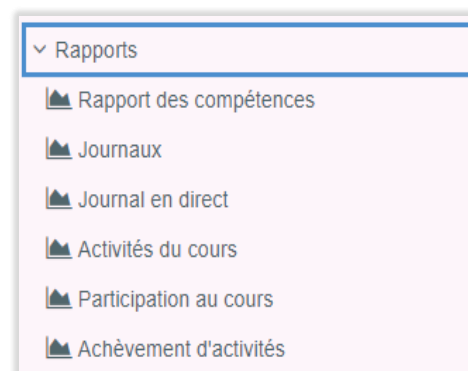 Rapports
Rapport des compétences
Journaux
Journal en direct
Activités du cours
Participation au cours
Achèvement d'activités